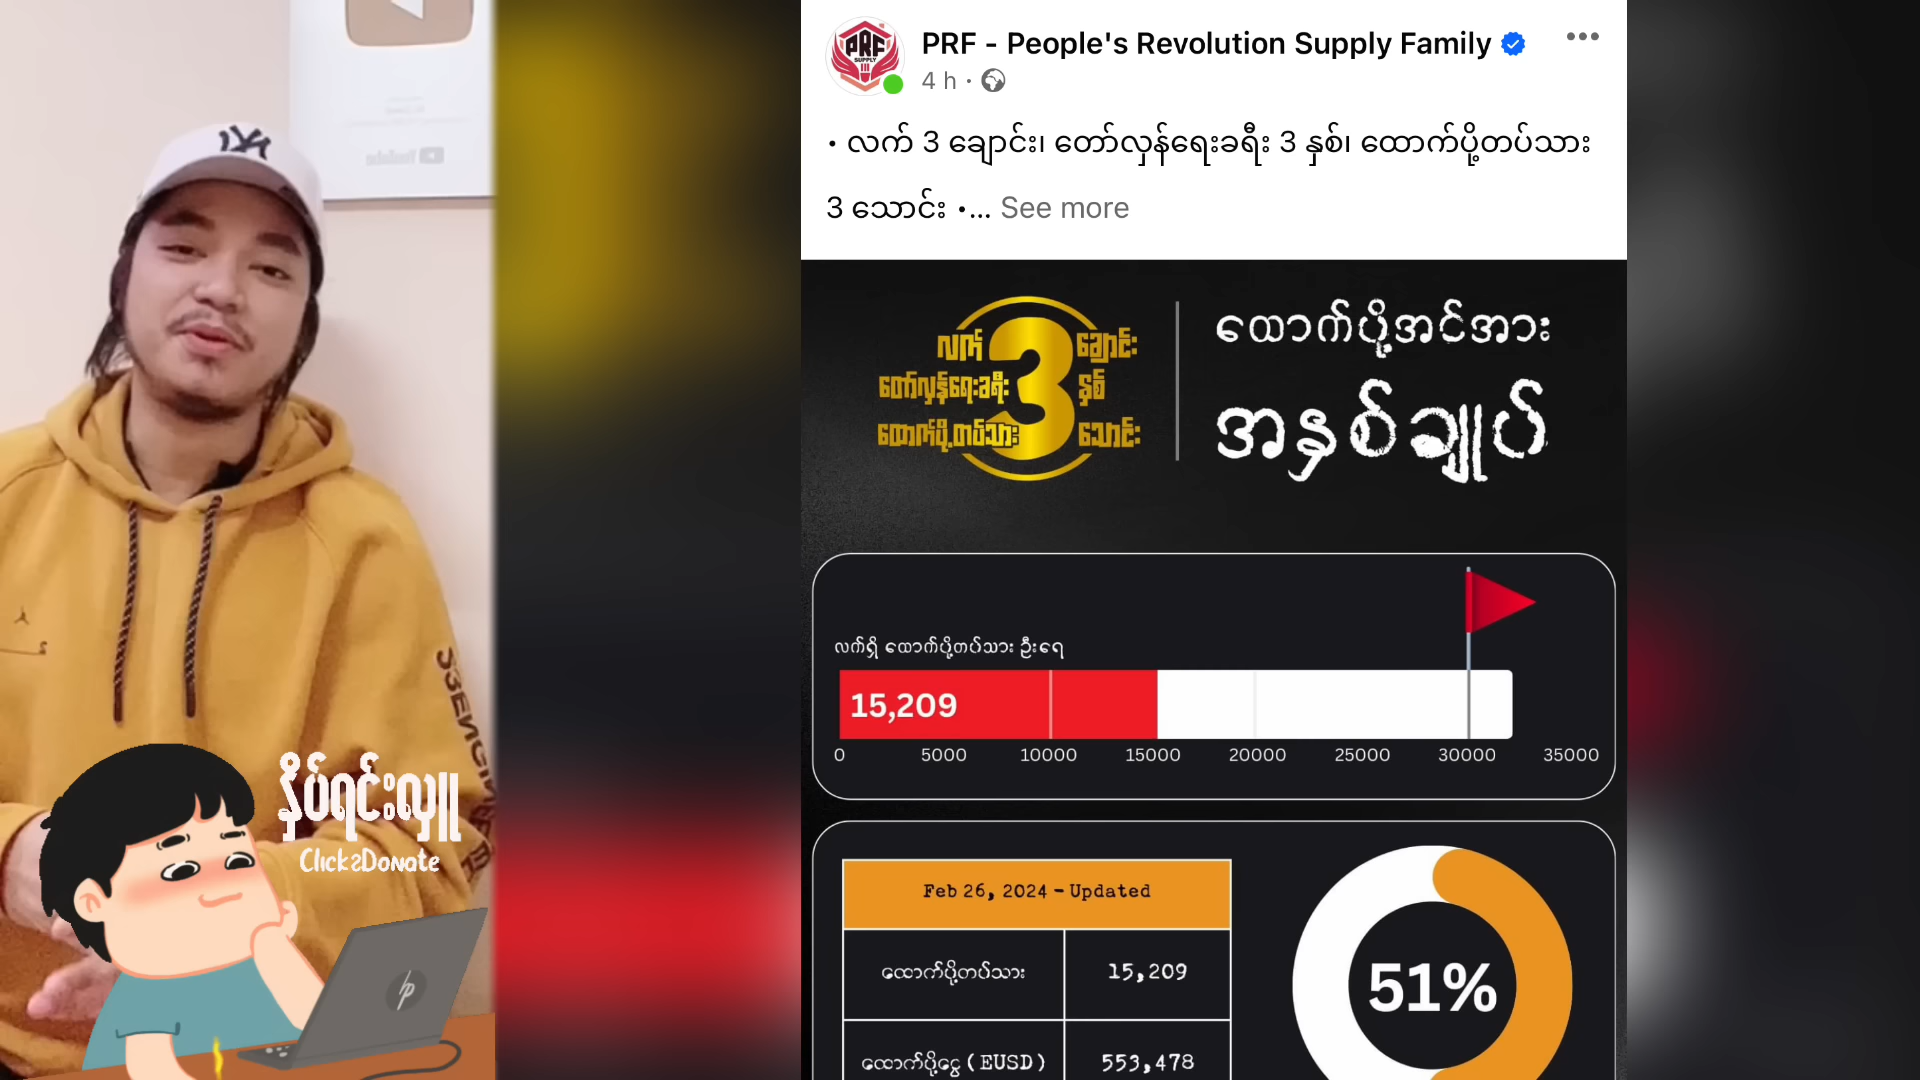 PRF - People's Revolution Supply Family
4 h
• လက် 3 ချောင်း၊ တော်လှန်ရေးခရီး 3 နှစ်၊ ထောက်ပို့တပ်သား
3 သောင်း •... See more
PRF
SUPPLY
လက် 3 ချောင်း
တော်လှန်ရေးခရီး နှစ်
ထောက်ပို့တပ်သား သောင်း
ထောက်ပို့အင်အား
အနှစ်ချုပ်
လက်ရှိ ထောက်ပို့တပ်သား ဦးရေ
15,209
0 5000 10000 15000 20000 25000 30000 35000
Feb 26, 2024 - Updated
ထောက်ပို့တပ်သား 15,209
ထောက်ပို့ငွေ (EUSD) 553,478
51%
နှိပ်ရင်းလှူ
Click2Donate
hp
YouTube
NY